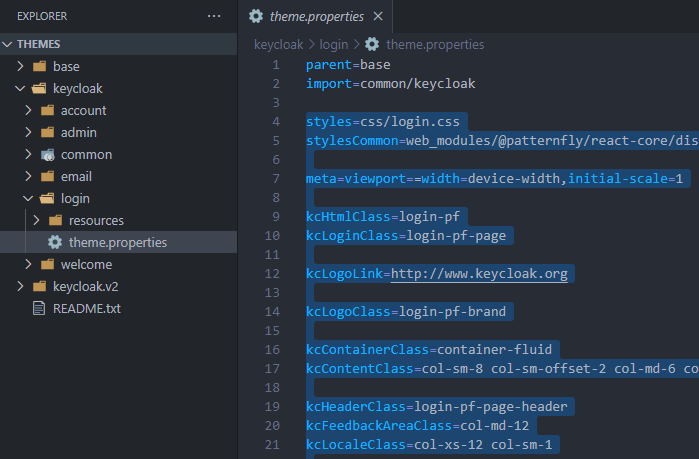 EXPLORER
THEMES
base
keycloak
account
admin
common
email
login
resources
theme.properties
welcome
keycloak.v2
README.txt
theme.properties
keycloak > login > theme.properties
1 parent=base
2 import=common/keycloak
3
4 styles=css/login.css
5 stylesCommon=web_modules/@patternfly/react-core/dis
6
7 meta=viewport==width=device-width,initial-scale=1
8
9 kcHtmlClass=login-pf
10 kcLoginClass=login-pf-page
11
12 kcLogoLink=http://www.keycloak.org
13
14 kcLogoClass=login-pf-brand
15
16 kcContainerClass=container-fluid
17 kcContentClass=col-sm-8 col-sm-offset-2 col-md-6 co
18
19 kcHeaderClass=login-pf-page-header
20 kcFeedbackAreaClass=col-md-12
21 kcLocaleClass=col-xs-12 col-sm-1